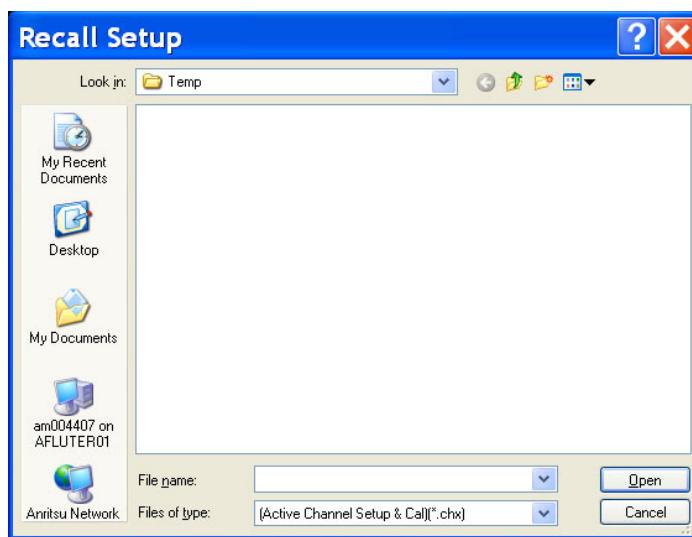 Recall Setup
Look in:
Temp
My Recent
Documents
Desktop
My Documents
am004407 on
AFLUTER01
Anritsu Network
File name:
Open
Files of type:
(Active Channel Setup & Cal)(*.chx)
Cancel